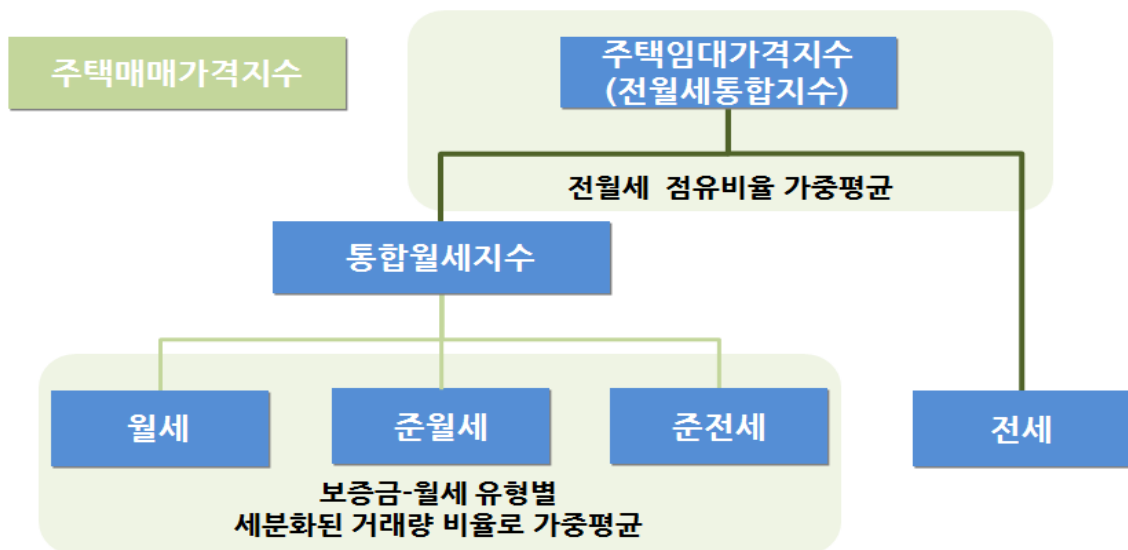 주택매매가격지수
주택임대가격지수
(전월세통합지수)
전월세 점유비율 가중평균
통합월세지수
월세
준월세
준전세
전세
보증금-월세 유형별
세분화된 거래량 비율로 가중평균